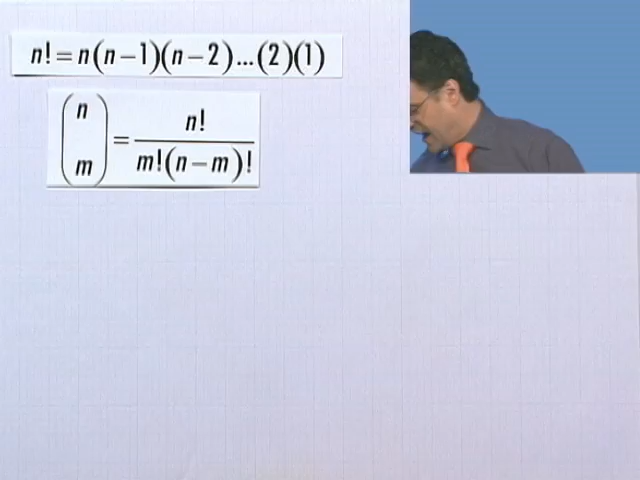 n! = n(n−1)(n−2)...(2)(1)
(n m) = n! / m!(n−m)!